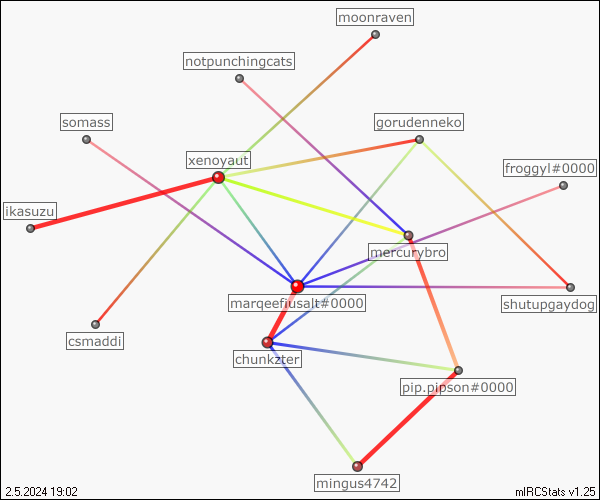 moonraven
notpunchingcats
somass
gorudenneko
xenoyaut
froggyl#0000
ikasuzu
mercurybro
marqeefiusalt#0000
shutupgaydog
csmaddi
chunkzter
pip.pipson#0000
mingus4742
2.5.2024 19:02
mIRCStats v1.25